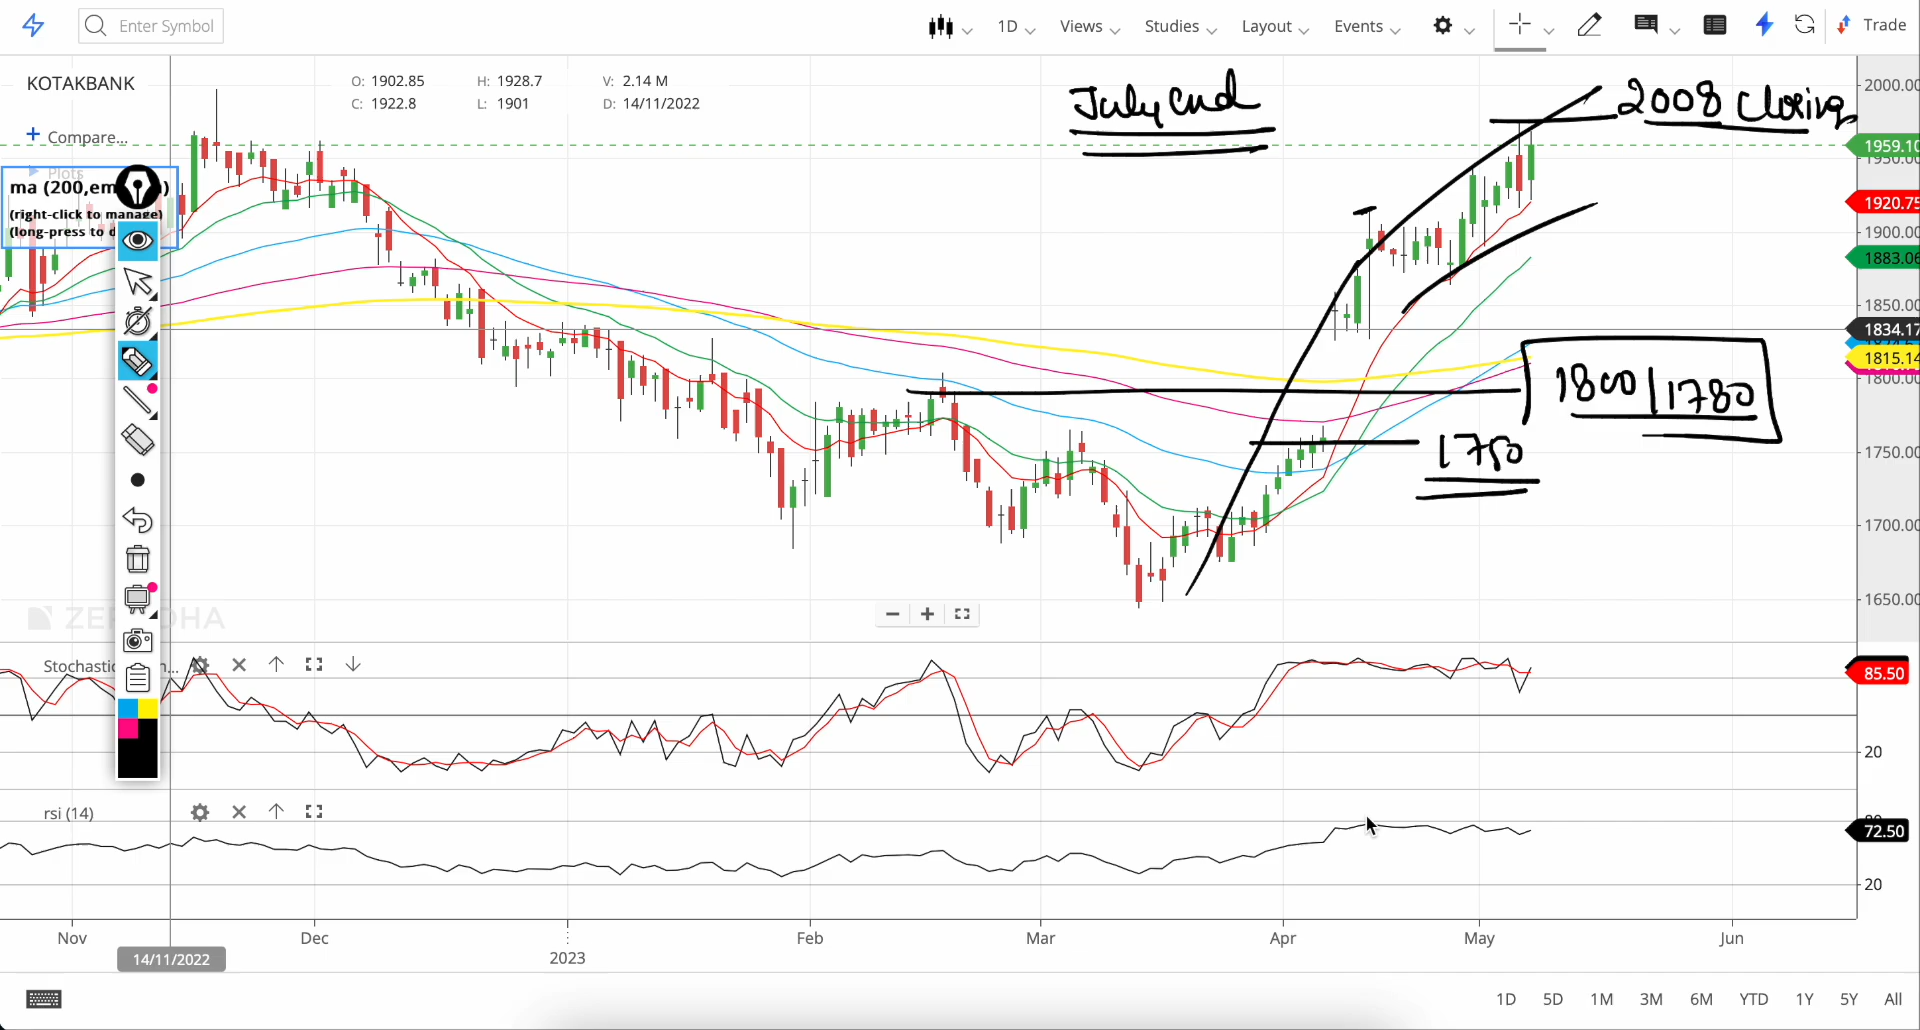 Enter Symbol
1D Views Studies Layout Events Trade
KOTAKBANK
O: 1902.85 H: 1928.7 V: 2.14 M
C: 1922.8 L: 1901 D: 14/11/2022
Compare...
Plots
ma (200,em
(right-click to manage)
(long-press to d
July end
2008 closing
1800/1780
1750
2000.00
1959.10
1950.00
1920.75
1900.00
1883.06
1850.00
1834.17
1815.14
1800.00
1750.00
1700.00
1650.00
Stochastic
85.50
20
rsi (14)
72.50
20
Nov Dec Feb Mar Apr May Jun
14/11/2022 2023
1D 5D 1M 3M 6M YTD 1Y 5Y All